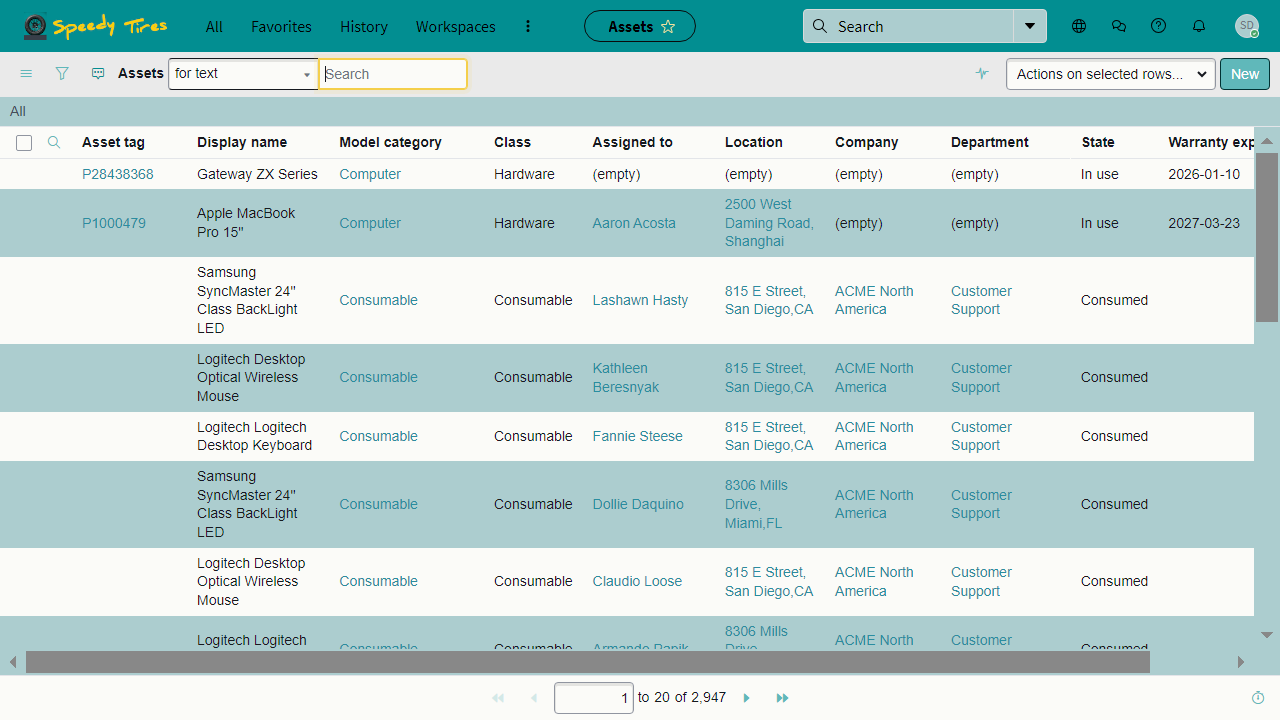 Speedy Tires
All
Favorites
History
Workspaces
Assets
Search
SD
Assets
for text
Search
Actions on selected rows...
New
All
Asset tag Display name Model category Class Assigned to Location Company Department State Warranty exp
P28438368 Gateway ZX Series Computer Hardware (empty) (empty) (empty) (empty) In use 2026-01-10
P1000479
Apple MacBook
Pro 15"
Computer
Hardware
Aaron Acosta
2500 West
Daming Road,
Shanghai
(empty)
(empty)
In use
2027-03-23
Samsung
SyncMaster 24"
Class BackLight
LED
Consumable
Consumable
Lashawn Hasty
815 E Street,
San Diego,CA
ACME North
America
Customer
Support
Consumed
Logitech Desktop
Optical Wireless
Mouse
Consumable
Consumable
Kathleen
Beresnyak
815 E Street,
San Diego,CA
ACME North
America
Customer
Support
Consumed
Logitech Logitech
Desktop Keyboard
Consumable
Consumable
Fannie Steese
815 E Street,
San Diego,CA
ACME North
America
Customer
Support
Consumed
Samsung
SyncMaster 24"
Class BackLight
LED
Consumable
Consumable
Dollie Daquino
8306 Mills
Drive,
Miami,FL
ACME North
America
Customer
Support
Consumed
Logitech Desktop
Optical Wireless
Mouse
Consumable
Consumable
Claudio Loose
815 E Street,
San Diego,CA
ACME North
America
Customer
Support
Consumed
Logitech Logitech
Consumable
Consumable
Armando Papik
8306 Mills
Drive,
ACME North
Customer
Consumed
1 to 20 of 2,947